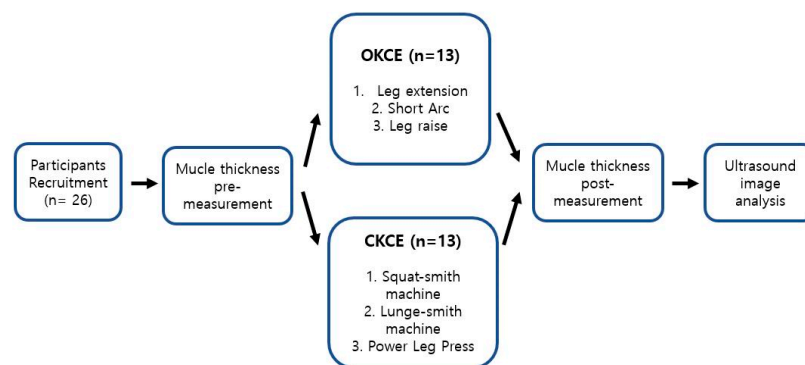 Participants
Recruitment
(n= 26)
Mucle thickness
pre-
measurement
OKCE (n=13)
1. Leg extension
2. Short Arc
3. Leg raise
CKCE (n=13)
1. Squat-smith
machine
2. Lunge-smith
machine
3. Power Leg Press
Mucle thickness
post-
measurement
Ultrasound
image
analysis